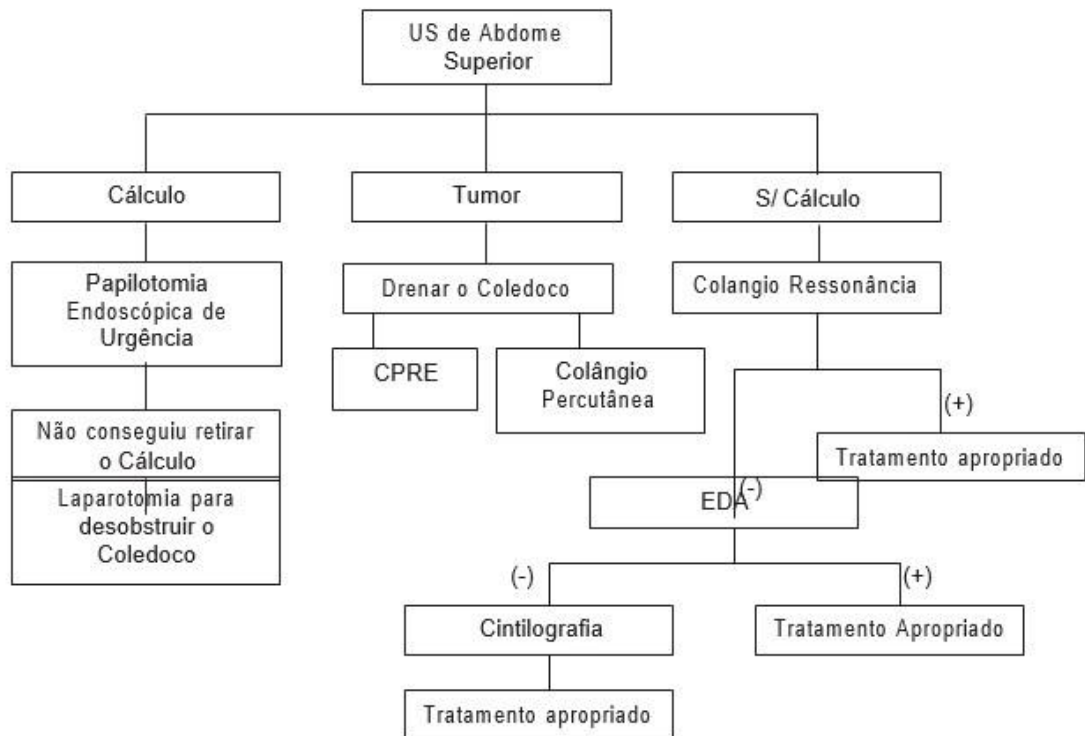 US de Abdome
Superior
Cálculo
Tumor
S/ Cálculo
Papilotomia
Endoscópica de
Urgência
Drenar o Coledoco
Colangio Ressonância
CPRE
Colângio
Percutânea
Não conseguiu retirar
o Cálculo
(+)
Tratamento apropriado
Laparotomia para
desobstruir o
Coledoco
(-)
EDA
(-)
(+)
Cintilografia
Tratamento Apropriado
Tratamento apropriado